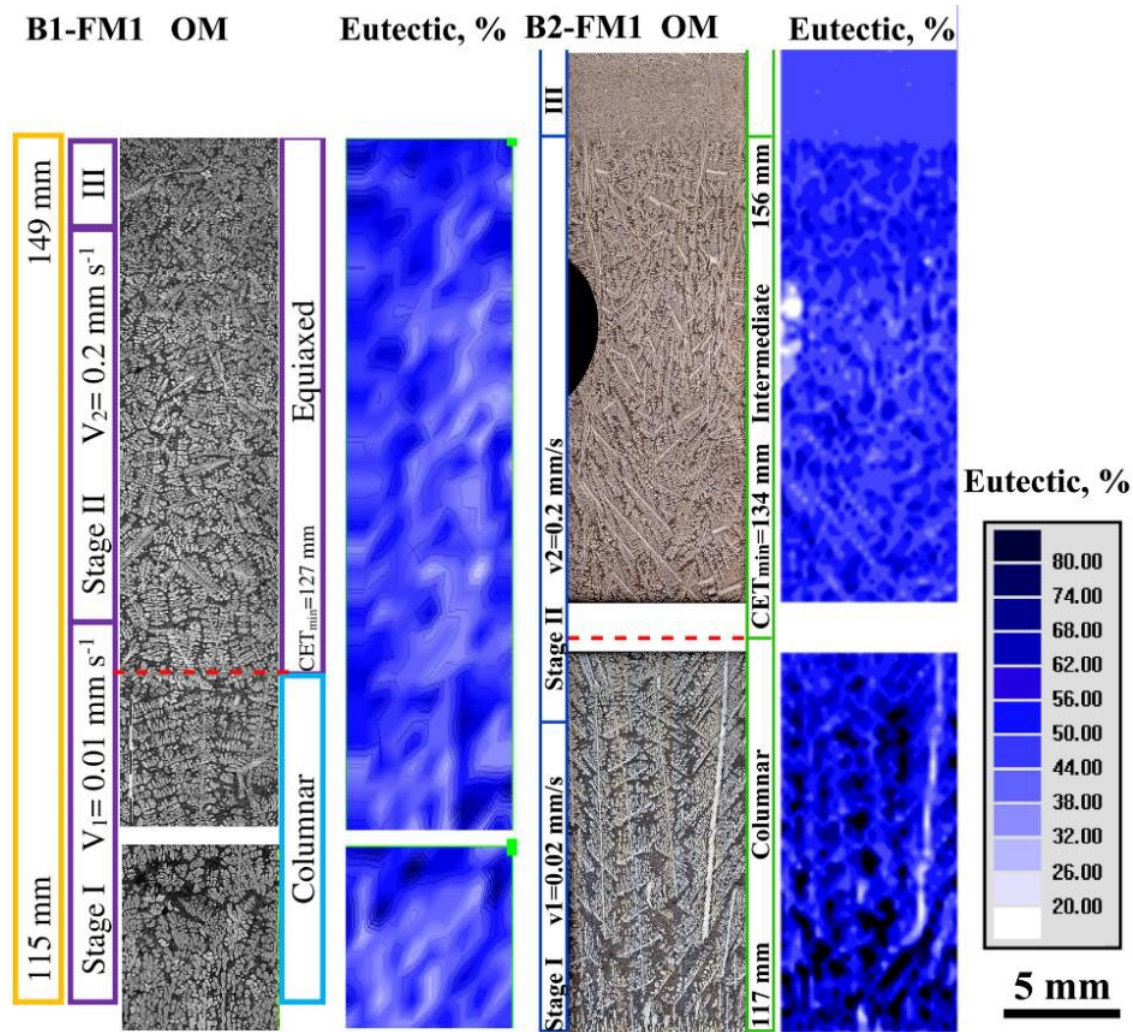 B1-FM1 OM
Eutectic, %
B2-FM1 OM
Eutectic, %
149 mm
115 mm
III
Stage II V₂= 0.2 mm s⁻¹
Stage I V₁= 0.01 mm s⁻¹
Equiaxed
CETmin=127 mm
Columnar
III
Stage II v2=0.2 mm/s
Stage I v1=0.02 mm/s
156 mm
Intermediate
CETmin=134 mm
Columnar
117 mm
Eutectic, %
80.00
74.00
68.00
62.00
56.00
50.00
44.00
38.00
32.00
26.00
20.00
5 mm